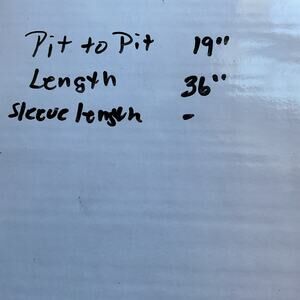 Pit to Pit 19"
Length 36"
Sleeve length -